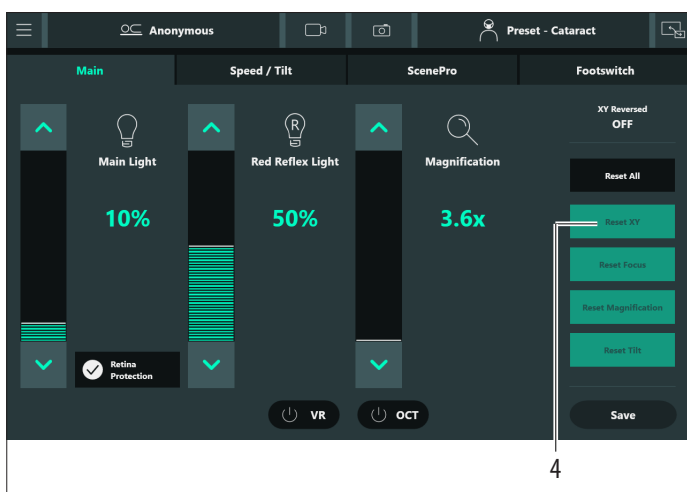 Anonymous
Preset - Cataract
Main
Speed / Tilt
ScenePro
Footswitch
XY Reversed
OFF
R
Main Light
Red Reflex Light
Magnification
Reset All
10%
50%
3.6x
Reset XY
Reset Focus
Reset Magnification
Reset Tilt
Retina
Protection
VR
OCT
Save
4